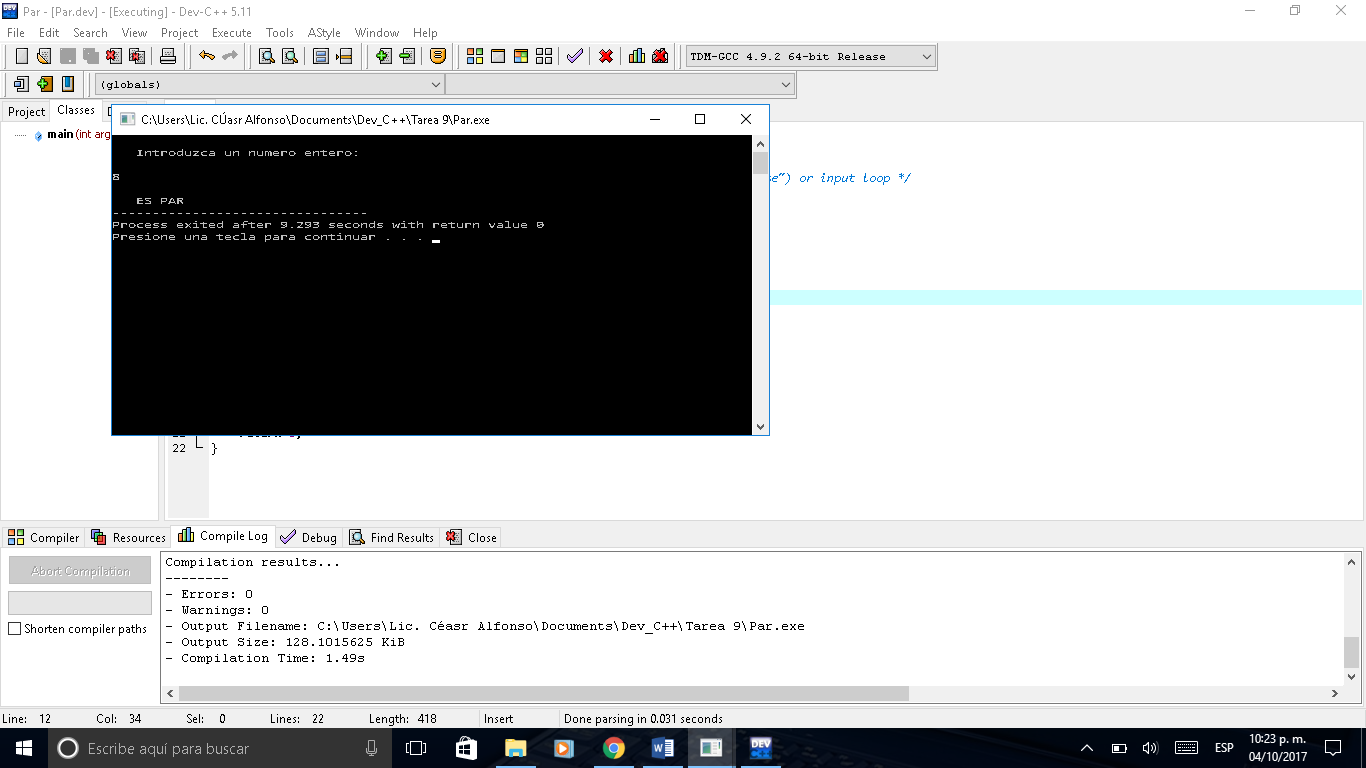 Par - [Par.dev] - [Executing] - Dev-C++ 5.11
File Edit Search View Project Execute Tools AStyle Window Help
TDM-GCC 4.9.2 64-bit Release
(globals)
Project Classes
main (int arg
C:\Users\Lic. CÚasr Alfonso\Documents\Dev_C++\Tarea 9\Par.exe
Introduzca un numero entero:
8
ES PAR
--------------------------------
Process exited after 9.293 seconds with return value 0
Presione una tecla para continuar . . .
") or input loop */
22 }
Compiler Resources Compile Log Debug Find Results Close
Abort Compilation
Shorten compiler paths
Compilation results...
--------
- Errors: 0
- Warnings: 0
- Output Filename: C:\Users\Lic. Céasr Alfonso\Documents\Dev_C++\Tarea 9\Par.exe
- Output Size: 128.1015625 KiB
- Compilation Time: 1.49s
Line: 12 Col: 34 Sel: 0 Lines: 22 Length: 418 Insert Done parsing in 0.031 seconds
Escribe aquí para buscar
ESP
10:23 p. m.
04/10/2017